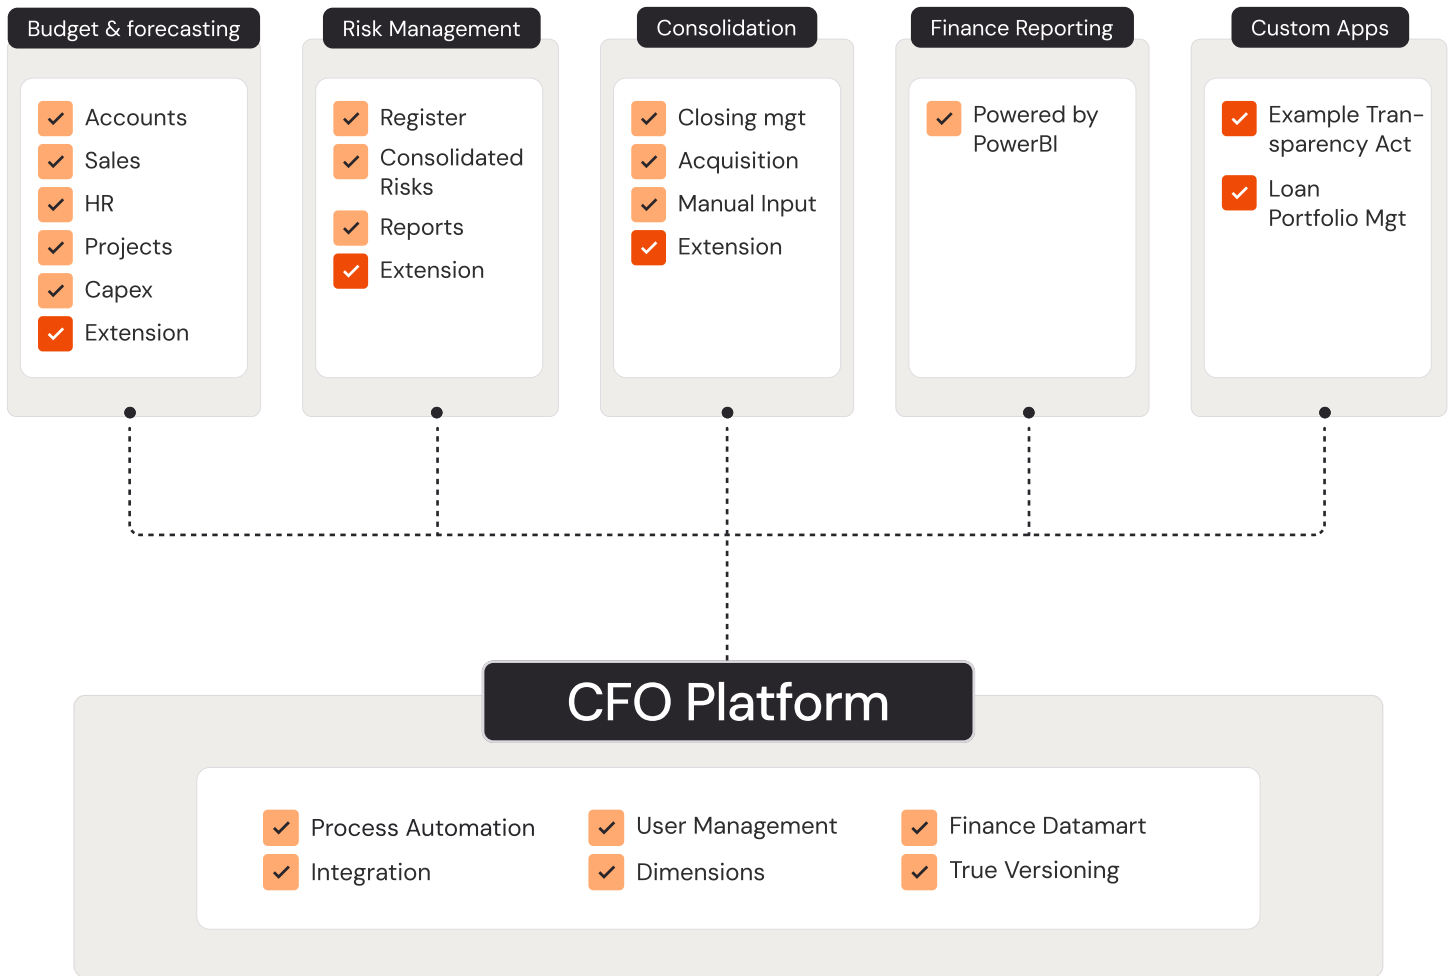 Budget & forecasting
Accounts
Sales
HR
Projects
Capex
Extension
Risk Management
Register
Consolidated
Risks
Reports
Extension
Consolidation
Closing mgt
Acquisition
Manual Input
Extension
Finance Reporting
Powered by
PowerBI
Custom Apps
Example Tran-
sparency Act
Loan
Portfolio Mgt
CFO Platform
Process Automation
Integration
User Management
Dimensions
Finance Datamart
True Versioning